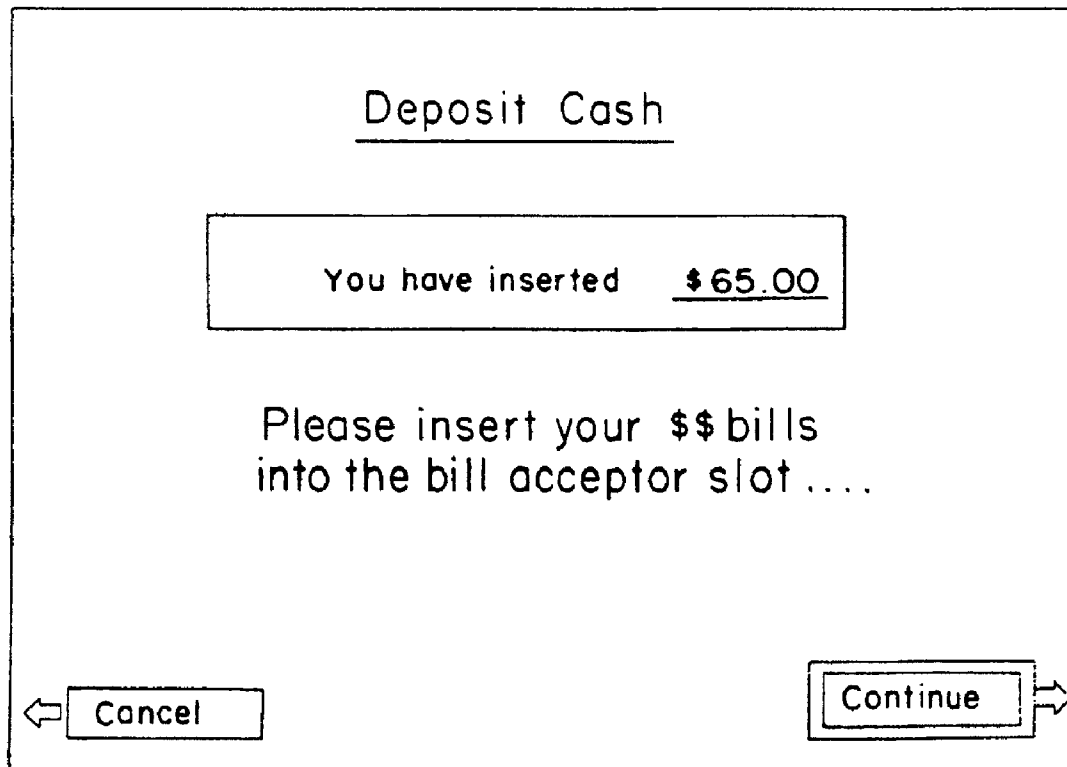 Deposit Cash
You have inserted $65.00
Please insert your $$ bills
into the bill acceptor slot ....
Cancel
Continue